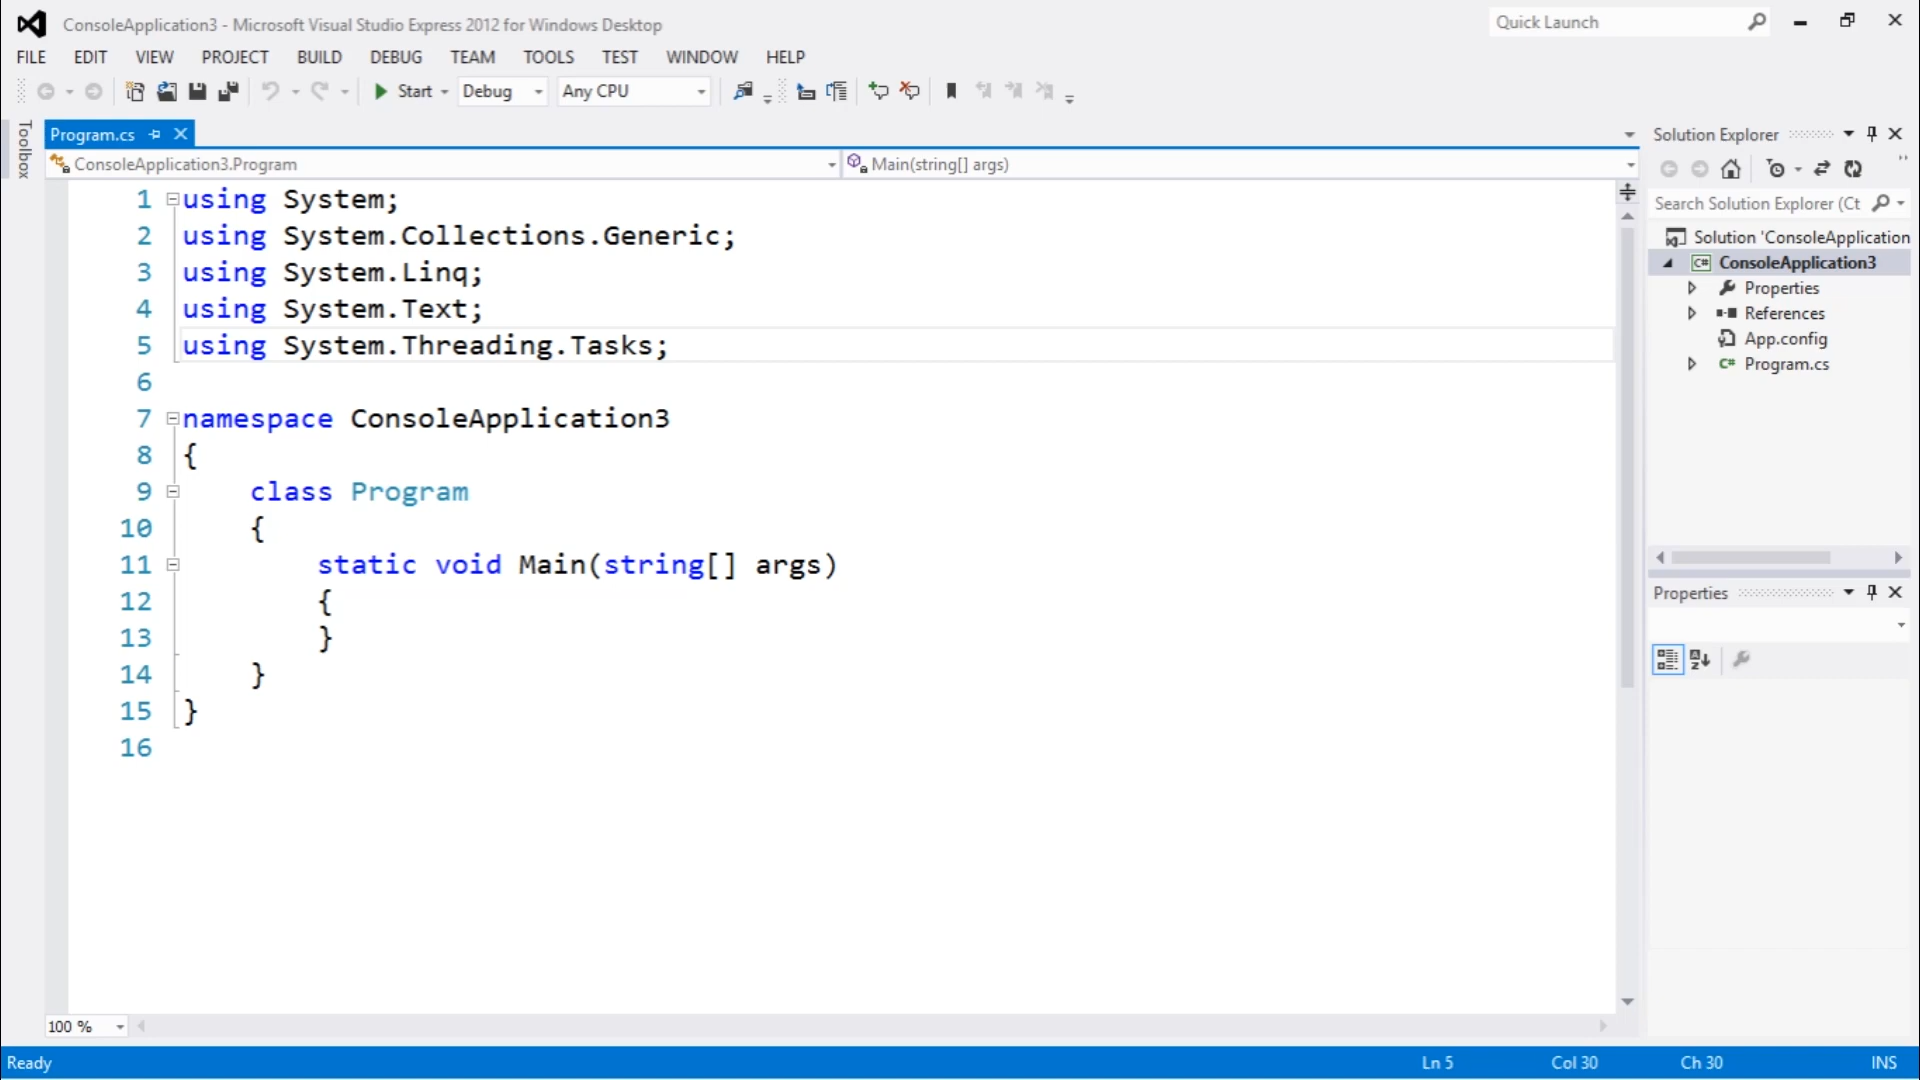 ConsoleApplication3 - Microsoft Visual Studio Express 2012 for Windows Desktop
Quick Launch
FILE EDIT VIEW PROJECT BUILD DEBUG TEAM TOOLS TEST WINDOW HELP
Start Debug Any CPU
Toolbox
Program.cs
ConsoleApplication3.Program
Main(string[] args)
1 using System;
2 using System.Collections.Generic;
3 using System.Linq;
4 using System.Text;
5 using System.Threading.Tasks;
6
7 namespace ConsoleApplication3
8 {
9 class Program
10 {
11 static void Main(string[] args)
12 {
13 }
14 }
15 }
16
100 %
Solution Explorer
Search Solution Explorer (Ct
Solution 'ConsoleApplication
C# ConsoleApplication3
Properties
References
App.config
C# Program.cs
Properties
Ready
Ln 5 Col 30 Ch 30 INS